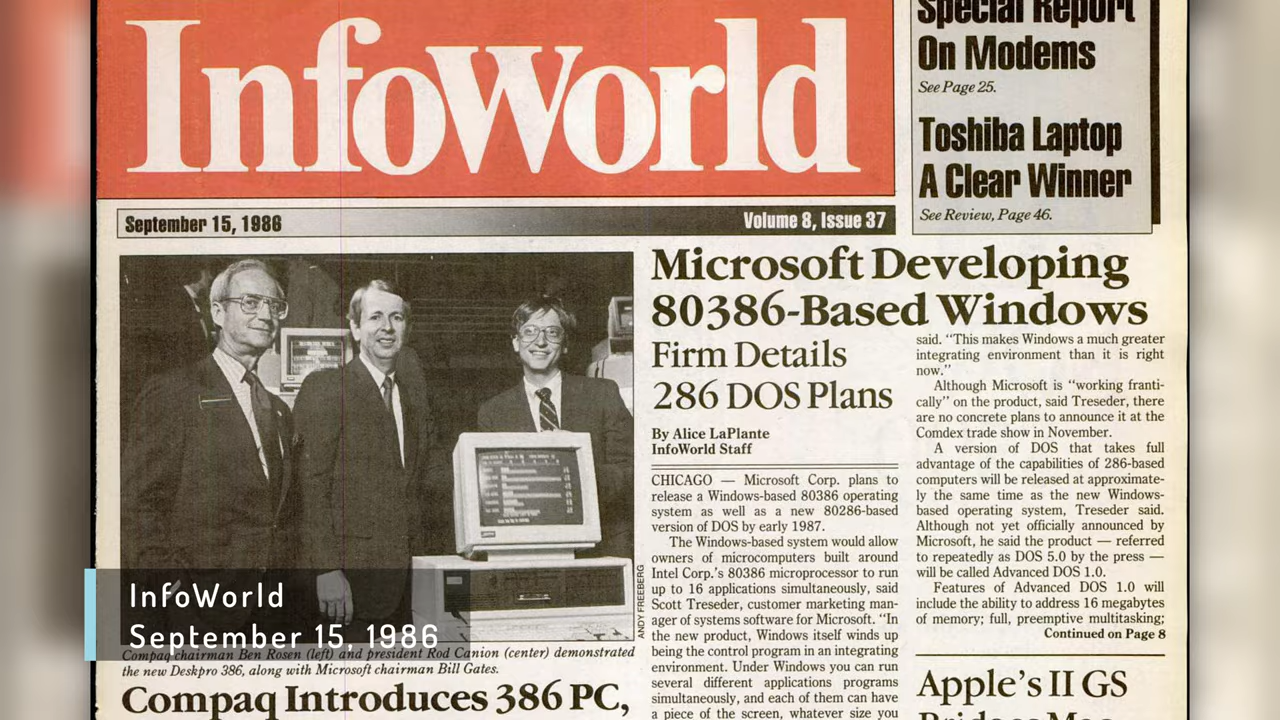 InfoWorld
Special Report
On Modems
See Page 25.
Toshiba Laptop
A Clear Winner
See Review, Page 46.
September 15, 1986
Volume 8, Issue 37
Microsoft Developing
80386-Based Windows
Firm Details
286 DOS Plans
By Alice LaPlante
InfoWorld Staff
CHICAGO — Microsoft Corp. plans to
release a Windows-based 80386 operating
system as well as a new 80286-based
version of DOS by early 1987.
The Windows-based system would allow
owners of microcomputers built around
Intel Corp.'s 80386 microprocessor to run
up to 16 applications simultaneously, said
Scott Treseder, customer marketing man-
ager of systems software for Microsoft. "In
the new product, Windows itself winds up
being the control program in an integrating
environment. Under Windows you can run
several different applications programs
simultaneously, and each of them can have
a piece of the screen, whatever size you
said. "This makes Windows a much greater
integrating environment than it is right
now."
Although Microsoft is "working franti-
cally" on the product, said Treseder, there
are no concrete plans to announce it at the
Comdex trade show in November.
A version of DOS that takes full
advantage of the capabilities of 286-based
computers will be released at approximate-
ly the same time as the new Windows-
based operating system, Treseder said.
Although not yet officially announced by
Microsoft, he said the product — referred
to repeatedly as DOS 5.0 by the press —
will be called Advanced DOS 1.0.
Features of Advanced DOS 1.0 will
include the ability to address 16 megabytes
of memory; full, preemptive multitasking;
Continued on Page 8
ANDY FREEBERG
InfoWorld
September 15, 1986
Compaq chairman Ben Rosen (left) and president Rod Canion (center) demonstrated
the new Deskpro 386, along with Microsoft chairman Bill Gates.
Compaq Introduces 386 PC,
Apple's II GS